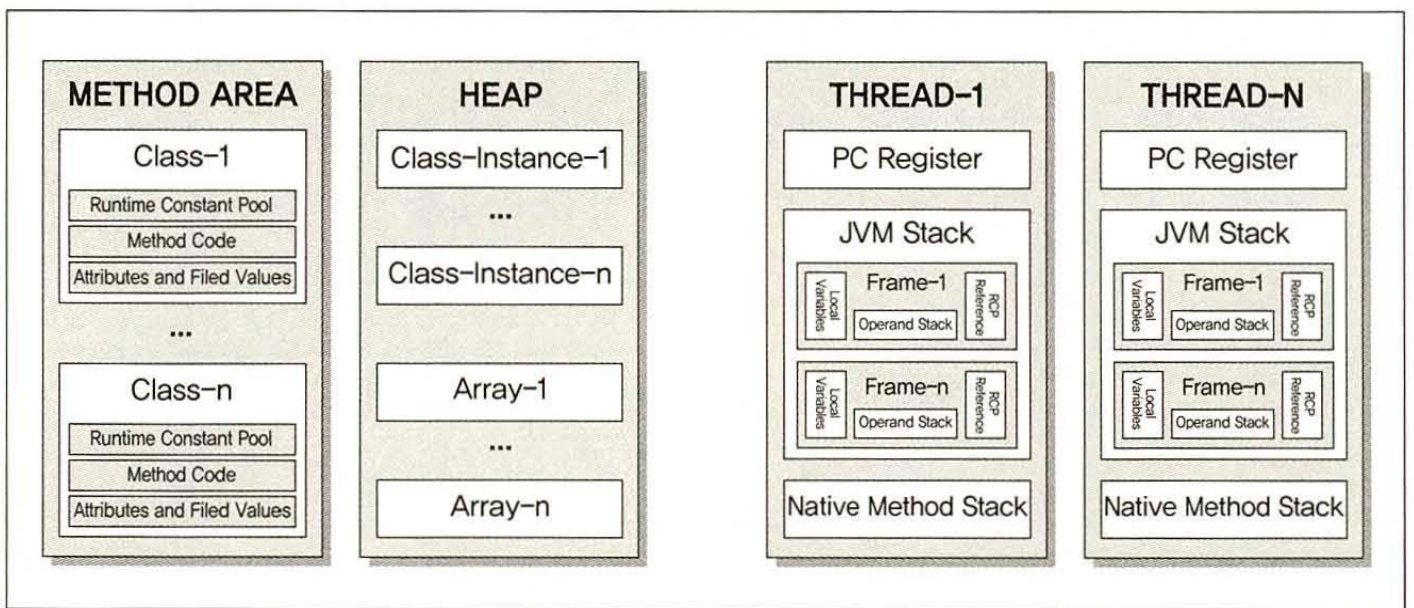 METHOD AREA
Class-1
Runtime Constant Pool
Method Code
Attributes and Filed Values
...
Class-n
Runtime Constant Pool
Method Code
Attributes and Filed Values
HEAP
Class-Instance-1
...
Class-Instance-n
Array-1
...
Array-n
THREAD-1
PC Register
JVM Stack
Frame-1
Local
Variables
Operand Stack
RCP
Reference
Frame-n
Local
Variables
Operand Stack
RCP
Reference
Native Method Stack
THREAD-N
PC Register
JVM Stack
Frame-1
Local
Variables
Operand Stack
RCP
Reference
Frame-n
Local
Variables
Operand Stack
RCP
Reference
Native Method Stack